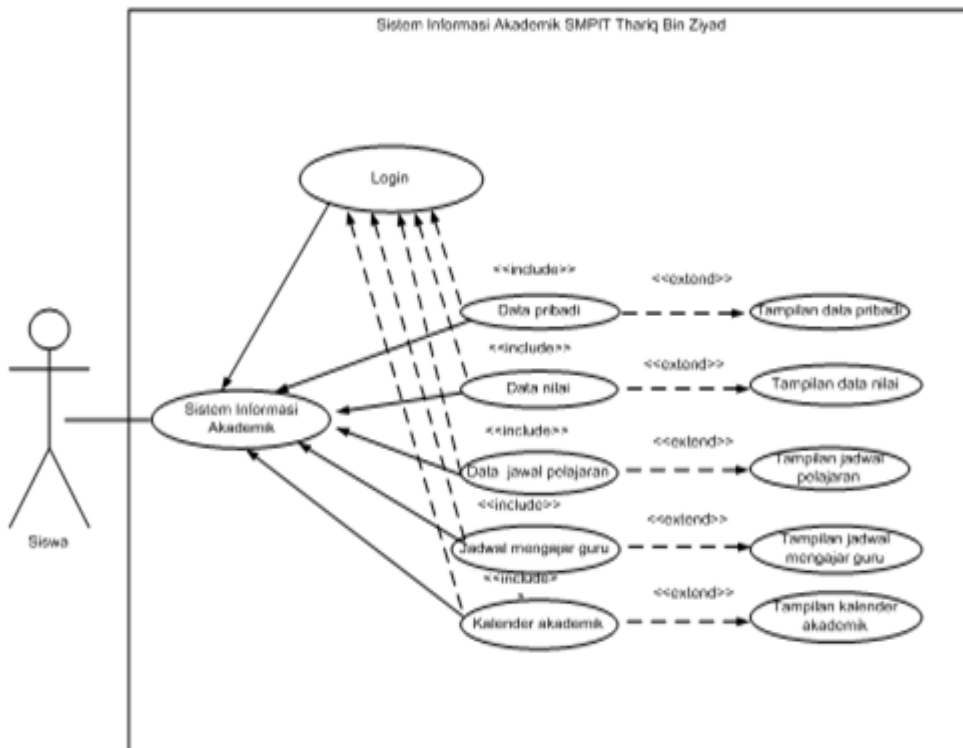 Sistem Informasi Akademik SMPIT Thariq Bin Ziyad
Login
<<include>>
<<extend>>
Data pribadi
Tampilan data pribadi
<<include>>
<<extend>>
Data nilai
Tampilan data nilai
Sistem Informasi
Akademik
<<include>>
<<extend>>
Data jawal pelajaran
Tampilan jadwal
pelajaran
<<include>>
<<extend>>
Siswa
Jadwal mengajar guru
Tampilan jadwal
mengajar guru
<<include>
>
<<extend>>
Kalender akademik
Tampilan kalender
akademik